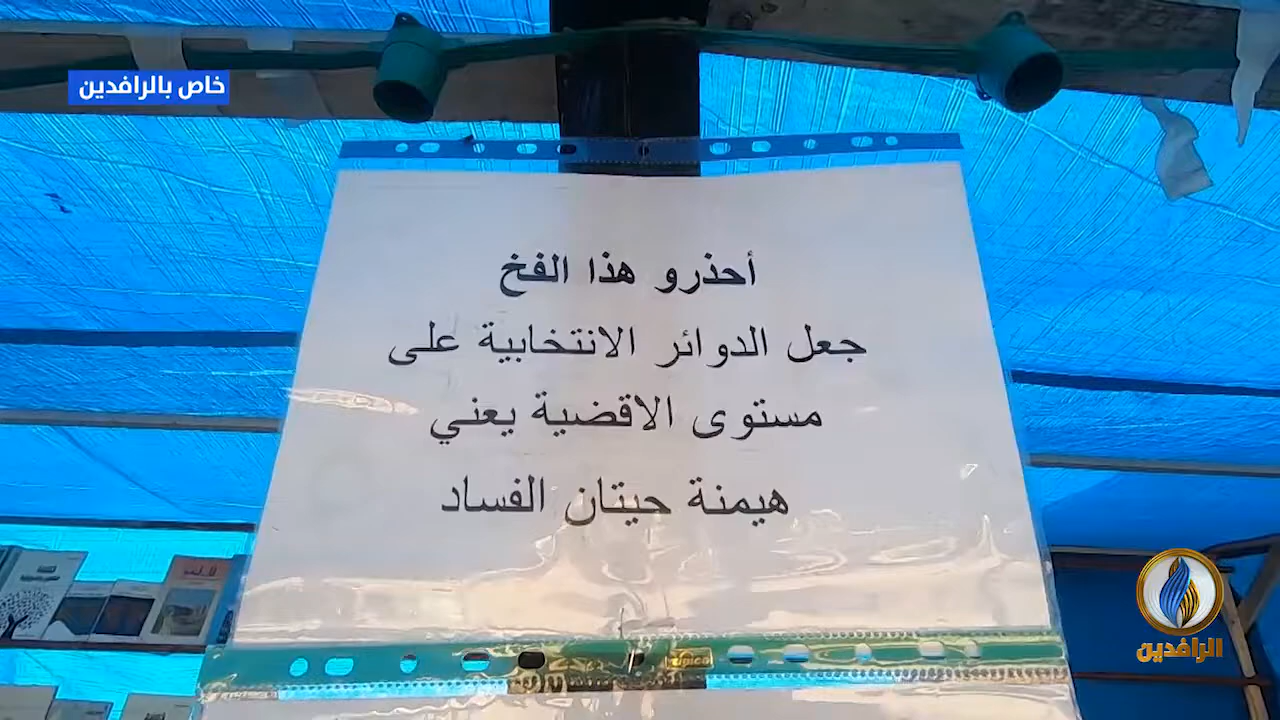 خاص بالرافدين
أحذرو هذا الفخ
جعل الدوائر الانتخابية على
مستوى الاقضية يعني
هيمنة حيتان الفساد
الرافدين